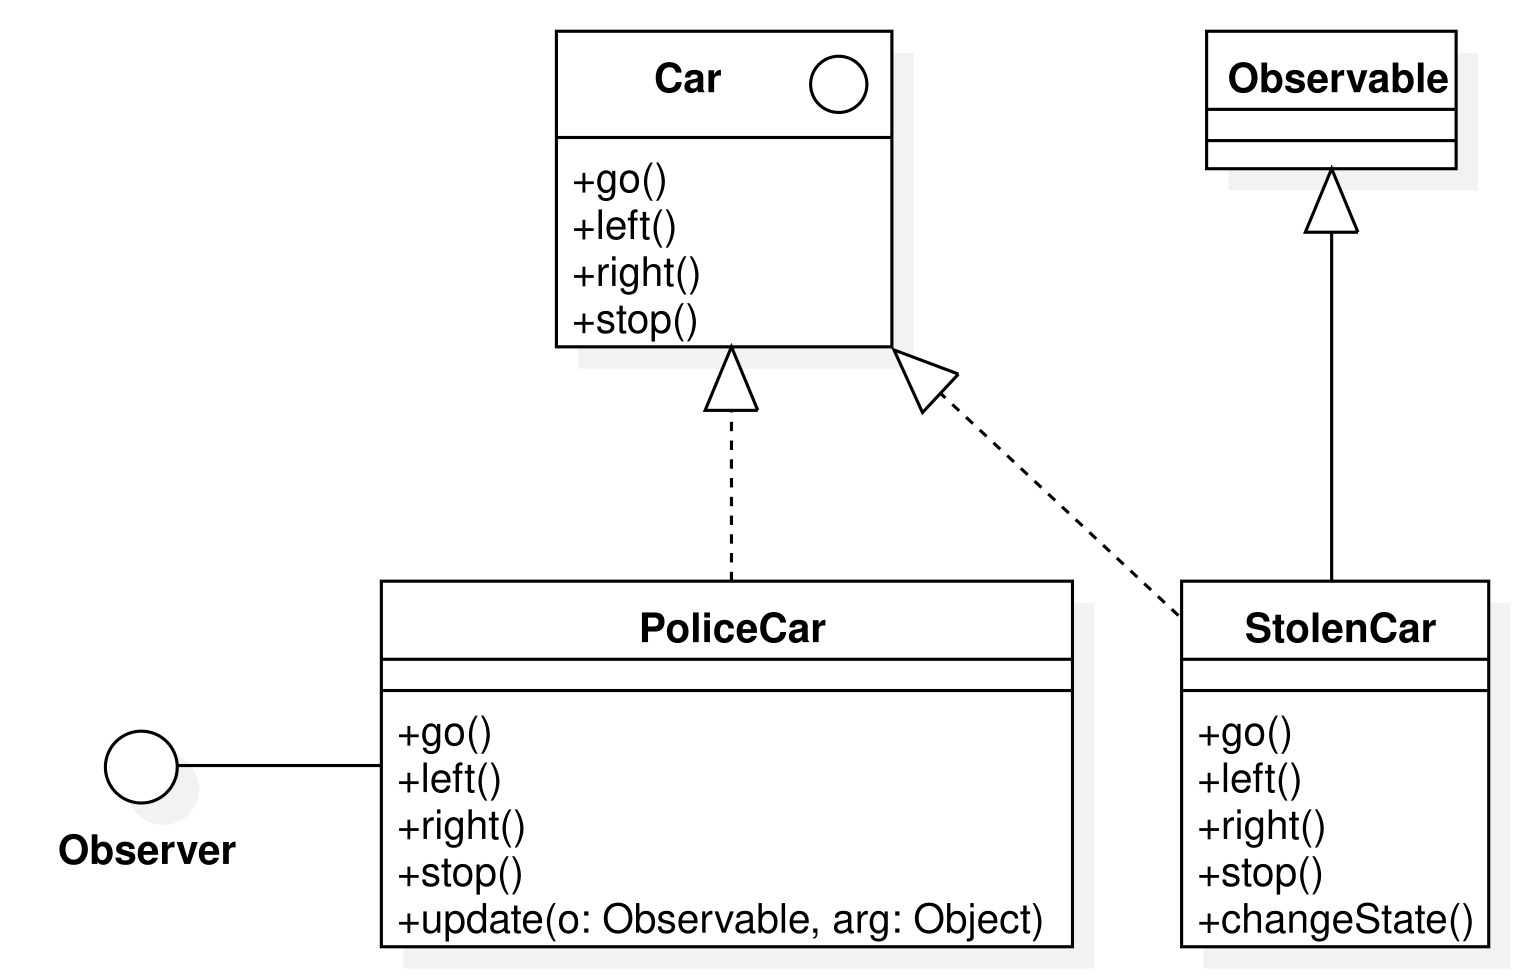 Car
+go()
+left()
+right()
+stop()
Observable
PoliceCar
+go()
+left()
+right()
+stop()
+update(o: Observable, arg: Object)
StolenCar
+go()
+left()
+right()
+stop()
+changeState()
Observer